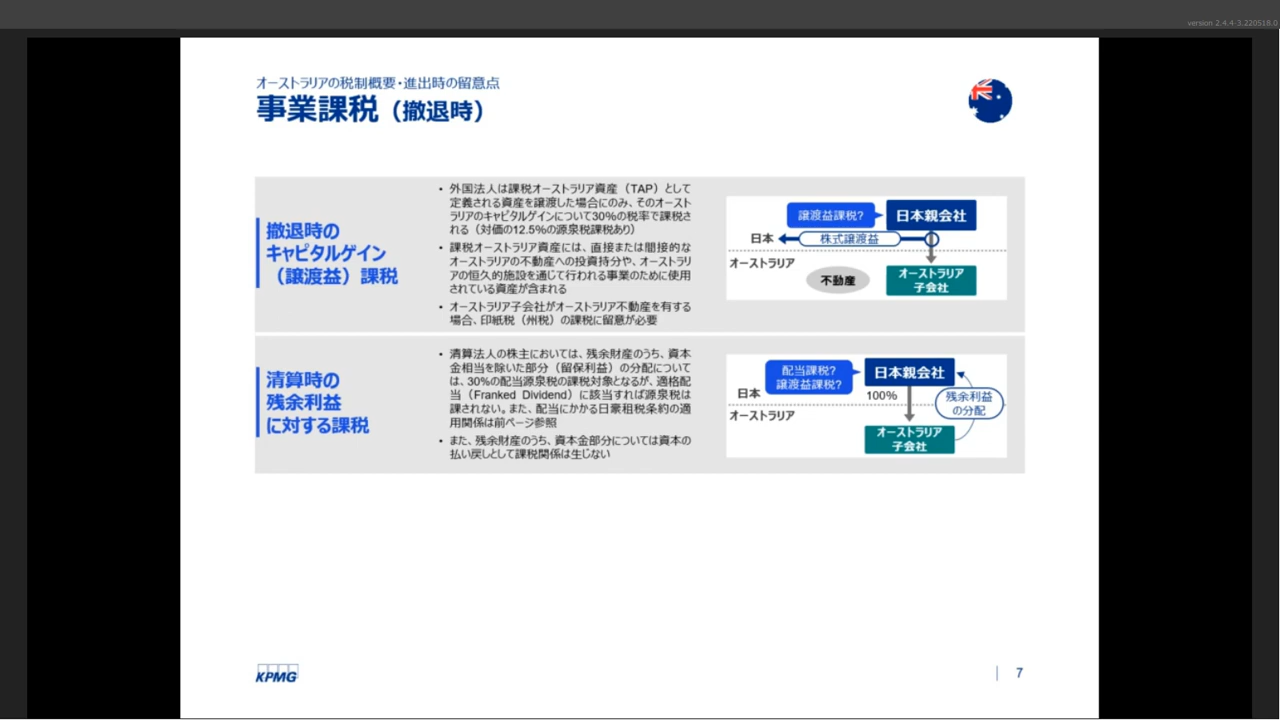 version 2.4.4-3.220518.0
オーストラリアの税制概要・進出時の留意点
事業課税（撤退時）
撤退時の
キャピタルゲイン
（譲渡益）課税
• 外国法人は課税オーストラリア資産（TAP）として
定義される資産を譲渡した場合にのみ、そのオースト
ラリアのキャピタルゲインについて30%の税率で課税さ
れる（対価の12.5%の源泉税課税あり）
• 課税オーストラリア資産には、直接または間接的な
オーストラリアの不動産への投資持分や、オーストラリ
アの恒久的施設を通じて行われる事業のために使用
されている資産が含まれる
• オーストラリア子会社がオーストラリア不動産を有する
場合、印紙税（州税）の課税に留意が必要
譲渡益課税?
日本親会社
日本
株式譲渡益
オーストラリア
不動産
オーストラリア
子会社
清算時の
残余利益
に対する課税
• 清算法人の株主においては、残余財産のうち、資本
金相当を除いた部分（留保利益）の分配について
は、30%の配当源泉税の課税対象となるが、適格配
当（Franked Dividend）に該当すれば源泉税は
課されない。また、配当にかかる日豪租税条約の適
用関係は前ページ参照
• また、残余財産のうち、資本金部分については資本の
払い戻しとして課税関係は生じない
配当課税?
譲渡益課税?
日本親会社
日本
100%
残余利益
の分配
オーストラリア
オーストラリア
子会社
KPMG
7